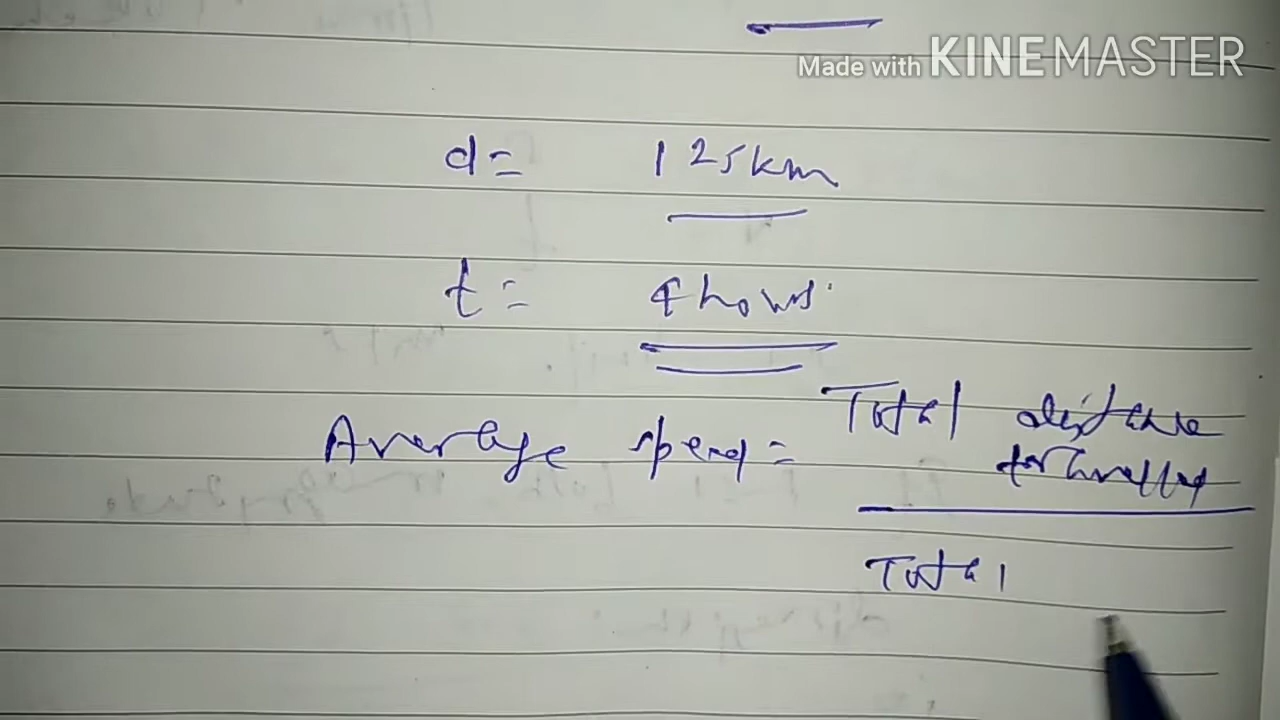 Made with KINEMASTER
d= 125km
t= 4 hours.
Average speed = Total distance
travelled
Total